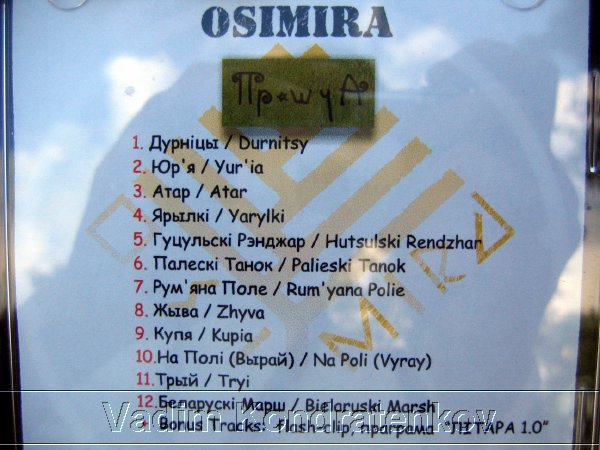 OSIMIRA
ПрашуА
1. Дурніцы / Durnitsy
2. Юр'я / Yur'ia
3. Атар / Atar
4. Ярылкі / Yarylki
5. Гуцульскі Рэнджар / Hutsulski Rendzhar
6. Палескі Танок / Palieski Tanok
7. Рум'яна Поле / Rum'yana Polie
8. Жыва / Zhyva
9. Купя / Kupia
10. На Полі (Вырай) / Na Poli (Vyray)
11. Трый / Tryi
12. Беларускі Марш / Bielaruski Marsh
+ Bonus Tracks: flash-clip, праграма "ЛІТАРА 1.0"
Vadim Kondratenkov